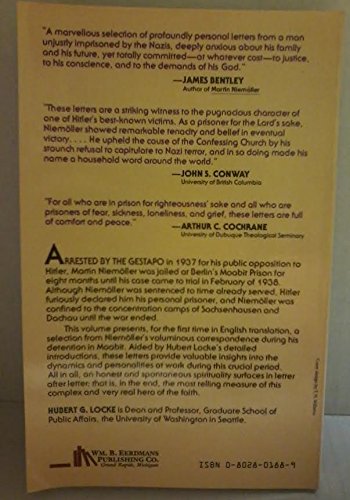 "A marvellous selection of profoundly personal letters from a man
unjustly imprisoned by the Nazis, deeply anxious about his family
and his future, yet totally committed—at whatever cost—to justice,
to his conscience, and to the demands of his God."
—JAMES BENTLEY
Author of Martin Niemöller
"These letters are a striking witness to the pugnacious character of
one of Hitler's best-known victims. As a prisoner for the Lord's sake,
Niemöller showed remarkable tenacity and belief in eventual
victory. . . . He upheld the cause of the Confessing Church by his
staunch refusal to capitulate to Nazi terror, and in so doing made his
name a household word around the world."
—JOHN S. CONWAY
University of British Columbia
"For all who are in prison for righteousness' sake and all who are
prisoners of fear, sickness, loneliness, and grief, these letters are full
of comfort and peace."
—ARTHUR C. COCHRANE
University of Dubuque Theological Seminary
ARRESTED BY THE GESTAPO in 1937 for his public opposition to
Hitler, Martin Niemöller was jailed at Berlin's Moabit Prison for
eight months until his case came to trial in February of 1938.
Although Niemöller was sentenced to time already served, Hitler
furiously declared him his personal prisoner, and Niemöller was
confined to the concentration camps of Sachsenhausen and
Dachau until the war ended.
This volume presents, for the first time in English translation, a
selection from Niemöller's voluminous correspondence during his
detention in Moabit. Aided by Hubert Locke's detailed
introductions, these letters provide valuable insights into the
dynamics and personalities at work during this crucial period.
All in all, an honest and spontaneous spirituality surfaces in letter
after letter; that is, in the end, the most telling measure of this
complex and very real hero of the faith.
HUBERT G. LOCKE is Dean and Professor, Graduate School of
Public Affairs, the University of Washington in Seattle.
WM. B. EERDMANS
PUBLISHING CO.
Grand Rapids, Michigan
ISBN 0-8028-0188-9